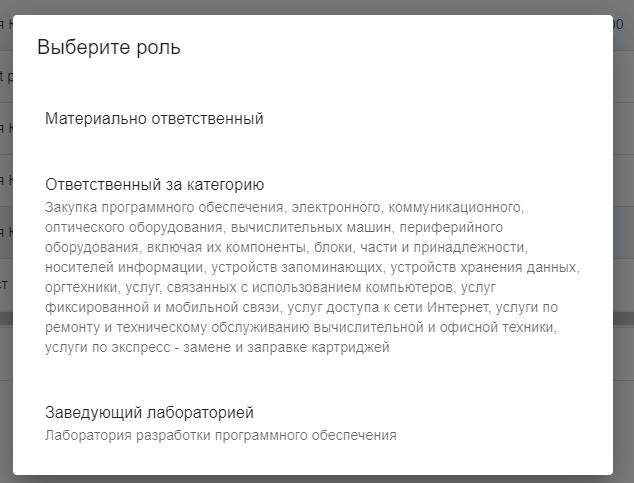 Выберите роль
Материально ответственный
Ответственный за категорию
Закупка программного обеспечения, электронного, коммуникационного,
оптического оборудования, вычислительных машин, периферийного
оборудования, включая их компоненты, блоки, части и принадлежности,
носителей информации, устройств запоминающих, устройств хранения данных,
оргтехники, услуг, связанных с использованием компьютеров, услуг
фиксированной и мобильной связи, услуг доступа к сети Интернет, услуги по
ремонту и техническому обслуживанию вычислительной и офисной техники,
услуги по экспресс - замене и заправке картриджей
Заведующий лабораторией
Лаборатория разработки программного обеспечения